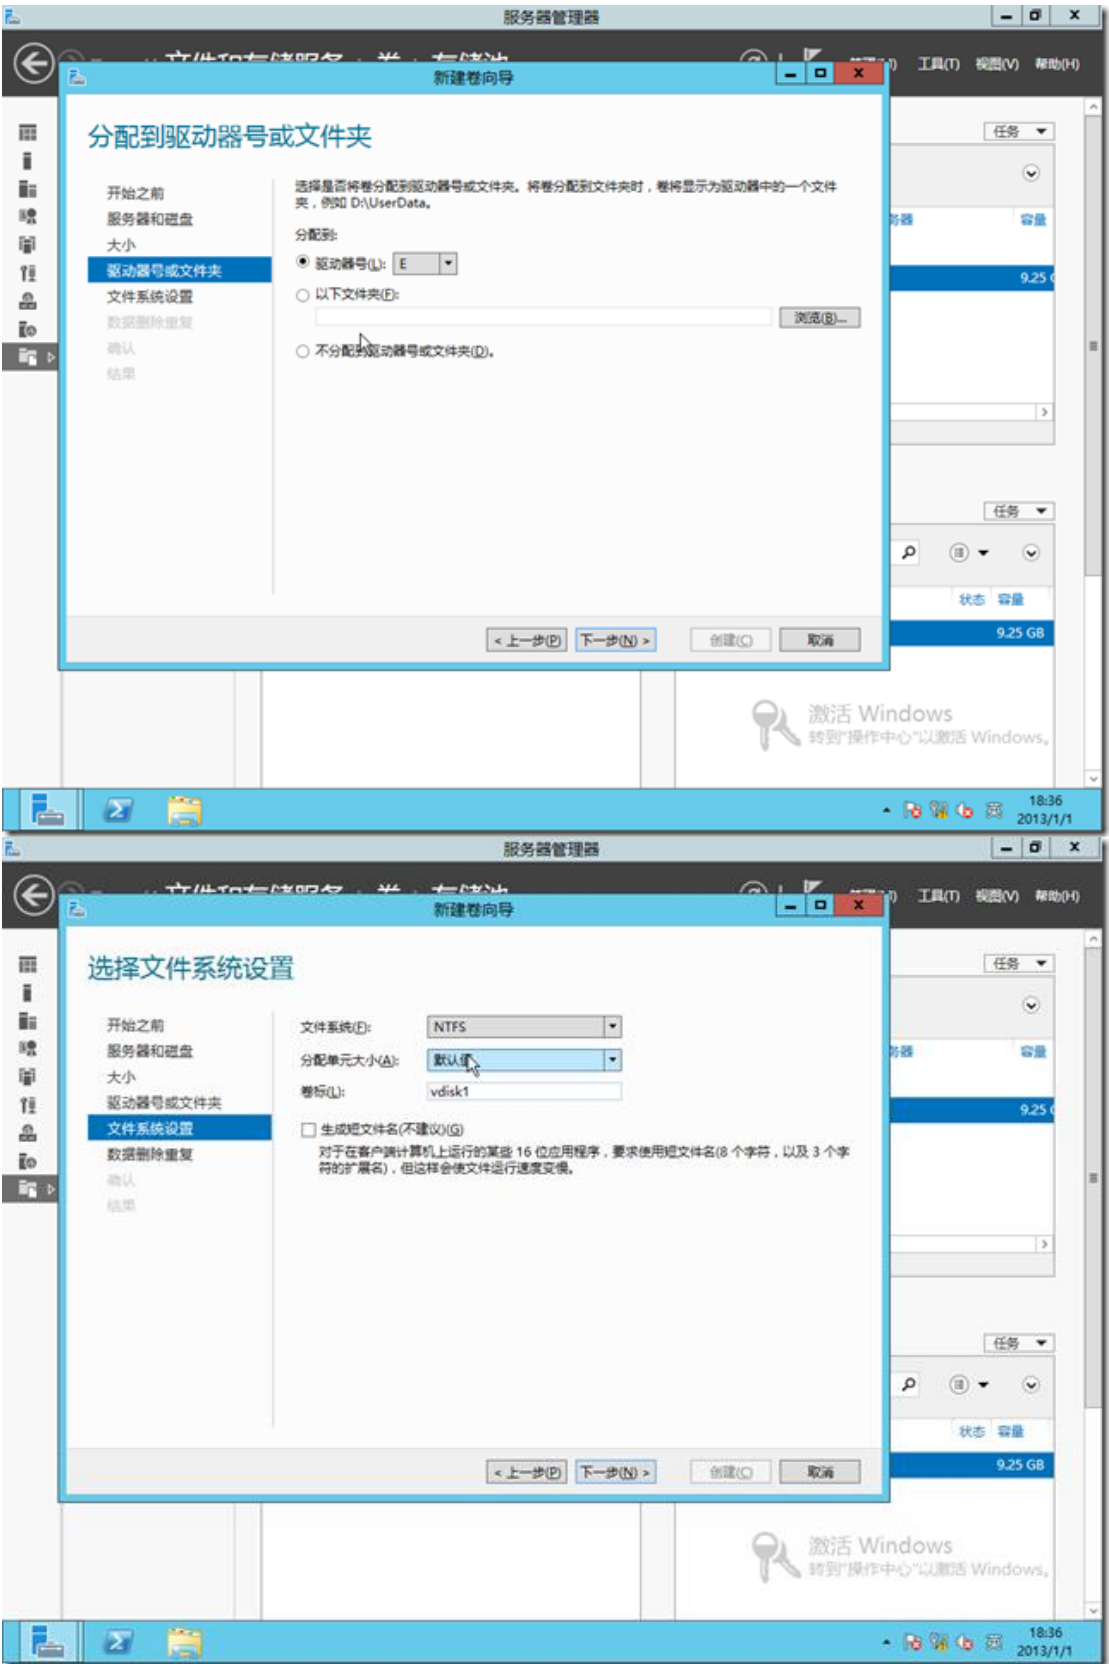 服务器管理器
工具(T) 视图(V) 帮助(H)
新建卷向导
分配到驱动器号或文件夹
任务
开始之前
服务器和磁盘
大小
驱动器号或文件夹
文件系统设置
数据删除重复
确认
结果
选择是否将卷分配到驱动器号或文件夹。将卷分配到文件夹时，卷将显示为驱动器中的一个文件
夹，例如 D:\UserData。
分配到:
驱动器号(L): E
以下文件夹(F):
浏览(B)...
不分配到驱动器号或文件夹(D)。
容量
9.25
任务
状态 容量
9.25 GB
< 上一步(P) 下一步(N) > 创建(C) 取消
激活 Windows
转到"操作中心"以激活 Windows。
18:36
2013/1/1
服务器管理器
工具(T) 视图(V) 帮助(H)
新建卷向导
选择文件系统设置
任务
开始之前
服务器和磁盘
大小
驱动器号或文件夹
文件系统设置
数据删除重复
确认
结果
文件系统(F): NTFS
分配单元大小(A): 默认值
卷标(L): vdisk1
生成短文件名(不建议)(G)
对于在客户端计算机上运行的某些 16 位应用程序，要求使用短文件名(8 个字符，以及 3 个字
符的扩展名)，但这样会使文件运行速度变慢。
容量
9.25
任务
状态 容量
9.25 GB
< 上一步(P) 下一步(N) > 创建(C) 取消
激活 Windows
转到"操作中心"以激活 Windows。
18:36
2013/1/1